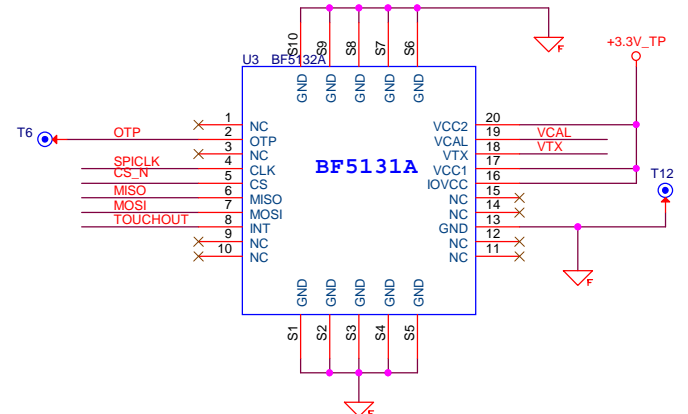 S10 S9 S8 S7 S6
+3.3V_TP
F
U3 BF5132A
GND GND GND GND GND
T6
OTP
1 NC
2 OTP
3 NC
SPICLK 4 CLK
CS_N 5 CS
MISO 6 MISO
MOSI 7 MOSI
TOUCHOUT 8 INT
9 NC
10 NC
BF5131A
VCC2 20
VCAL 19 VCAL
VTX 18 VTX
VCC1 17
IOVCC 16
NC 15
NC 14
GND 13
NC 12
NC 11
T12
F
GND GND GND GND GND
S1 S2 S3 S4 S5
F